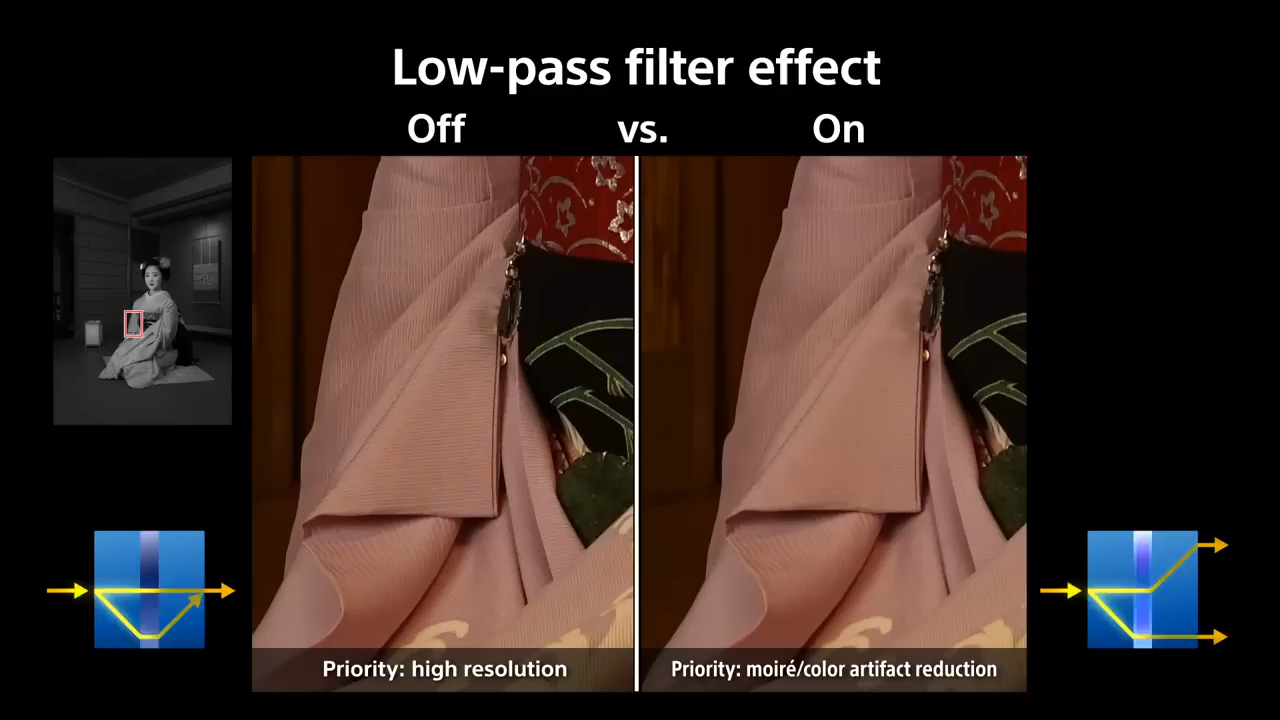 Low-pass filter effect
Off vs. On
Priority: high resolution
Priority: moiré/color artifact reduction